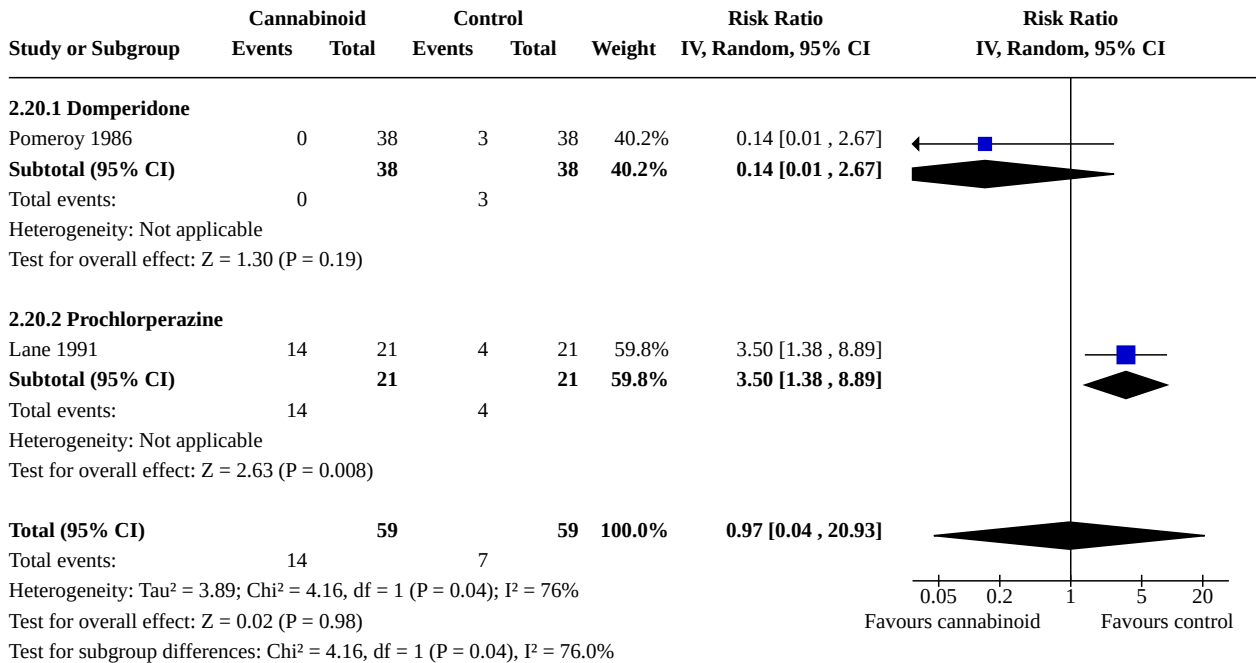 Cannabinoid Control Risk Ratio Risk Ratio
Study or Subgroup Events Total Events Total Weight IV, Random, 95% CI IV, Random, 95% CI
2.20.1 Domperidone
Pomeroy 1986 0 38 3 38 40.2% 0.14 [0.01 , 2.67]
Subtotal (95% CI) 38 38 40.2% 0.14 [0.01 , 2.67]
Total events: 0 3
Heterogeneity: Not applicable
Test for overall effect: Z = 1.30 (P = 0.19)
2.20.2 Prochlorperazine
Lane 1991 14 21 4 21 59.8% 3.50 [1.38 , 8.89]
Subtotal (95% CI) 21 21 59.8% 3.50 [1.38 , 8.89]
Total events: 14 4
Heterogeneity: Not applicable
Test for overall effect: Z = 2.63 (P = 0.008)
Total (95% CI) 59 59 100.0% 0.97 [0.04 , 20.93]
Total events: 14 7
Heterogeneity: Tau² = 3.89; Chi² = 4.16, df = 1 (P = 0.04); I² = 76%
0.05 0.2 1 5 20
Test for overall effect: Z = 0.02 (P = 0.98) Favours cannabinoid Favours control
Test for subgroup differences: Chi² = 4.16, df = 1 (P = 0.04), I² = 76.0%